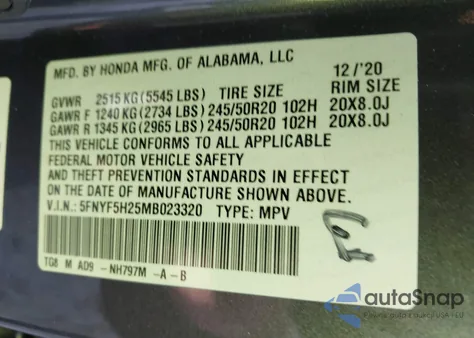 MFD. BY HONDA MFG. OF ALABAMA, LLC 12/'20
GVWR 2515 KG (5545 LBS) TIRE SIZE RIM SIZE
GAWR F 1240 KG (2734 LBS) 245/50R20 102H 20X8.0J
GAWR R 1345 KG (2965 LBS) 245/50R20 102H 20X8.0J
THIS VEHICLE CONFORMS TO ALL APPLICABLE
FEDERAL MOTOR VEHICLE SAFETY
AND THEFT PREVENTION STANDARDS IN EFFECT
ON THE DATE OF MANUFACTURE SHOWN ABOVE.
V.I.N.: 5FNYF5H25MB023320 TYPE: MPV
TG8 M AD9 -NH797M -A-B
autoSnap